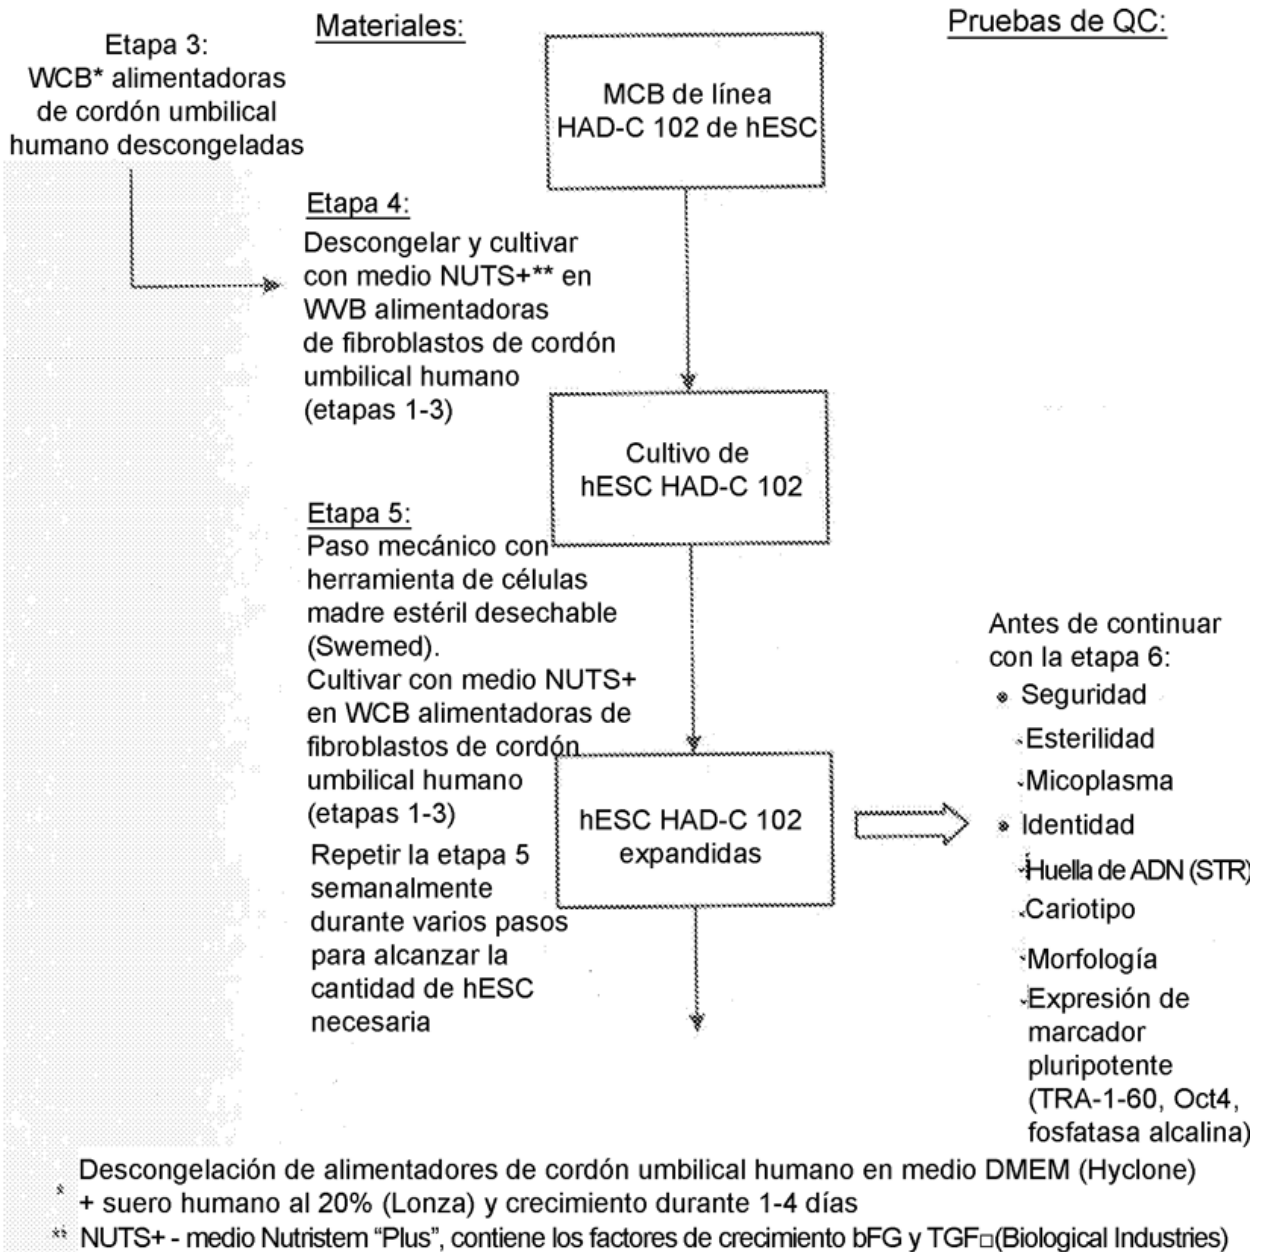 Materiales:
Pruebas de QC:
Etapa 3:
WCB* alimentadoras
de cordón umbilical
humano descongeladas
MCB de línea
HAD-C 102 de hESC
Etapa 4:
Descongelar y cultivar
con medio NUTS+** en
WVB alimentadoras
de fibroblastos de cordón
umbilical humano
(etapas 1-3)
Cultivo de
hESC HAD-C 102
Etapa 5:
Paso mecánico con
herramienta de células
madre estéril desechable
(Swemed).
Cultivar con medio NUTS+
en WCB alimentadoras de
fibroblastos de cordón
umbilical humano
(etapas 1-3)
Repetir la etapa 5
semanalmente
durante varios pasos
para alcanzar la
cantidad de hESC
necesaria
hESC HAD-C 102
expandidas
Antes de continuar
con la etapa 6:
• Seguridad
Esterilidad
Micoplasma
• Identidad
Huella de ADN (STR)
Cariotipo
Morfología
Expresión de
marcador
pluripotente
(TRA-1-60, Oct4,
fosfatasa alcalina)
* Descongelación de alimentadores de cordón umbilical humano en medio DMEM (Hyclone)
+ suero humano al 20% (Lonza) y crecimiento durante 1-4 días
** NUTS+ - medio Nutristem “Plus”, contiene los factores de crecimiento bFG y TGF□(Biological Industries)